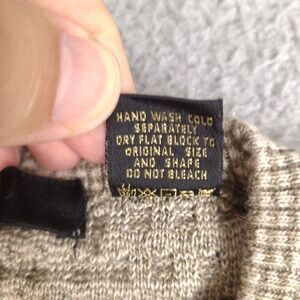 HAND WASH COLD
SEPARATELY
DRY FLAT BLOCK TO
ORIGINAL SIZE
AND SHAPE
DO NOT BLEACH